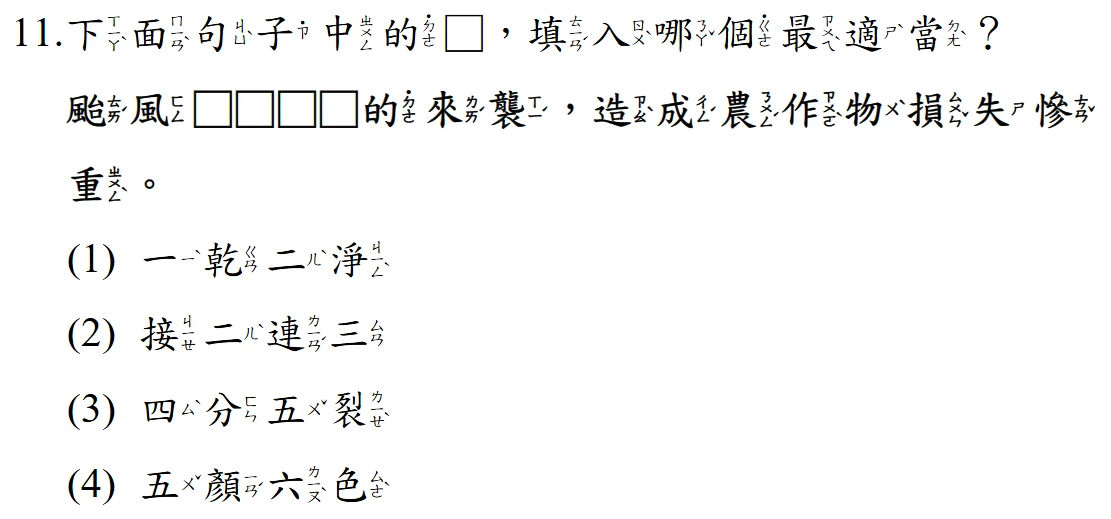 11.下面句子中的□，填入哪個最適當？
颱風□□□□的來襲，造成農作物損失慘
重。
(1) 一乾二淨
(2) 接二連三
(3) 四分五裂
(4) 五顏六色